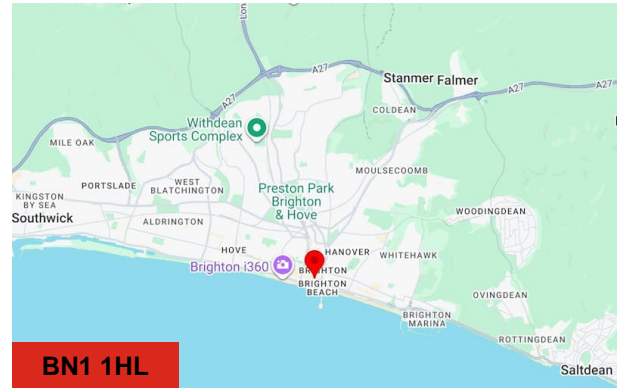 Lon
A27
Stanmer
Falmer
A27
A27
COLDEAN
A27
Withdean
Sports Complex
MILE OAK
MOULSECOOMB
PORTSLADE
WEST
BLATCHINGTON
Preston Park
Brighton
& Hove
KINGSTON
BY SEA
Southwick
ALDRINGTON
WOODINGDEAN
HOVE
HANOVER
WHITEHAWK
Brighton i360
BRIGHTON
BRIGHTON
BEACH
OVINGDEAN
BRIGHTON
MARINA
ROTTINGDEAN
Saltdean
BN1 1HL